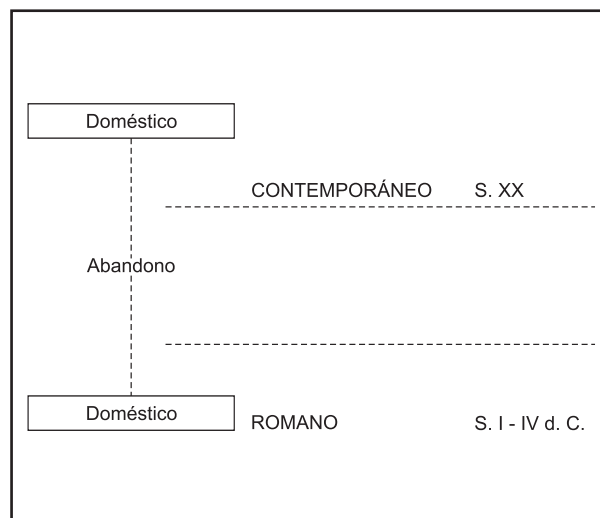 Doméstico
CONTEMPORÁNEO S. XX
Abandono
Doméstico
ROMANO S. I - IV d. C.